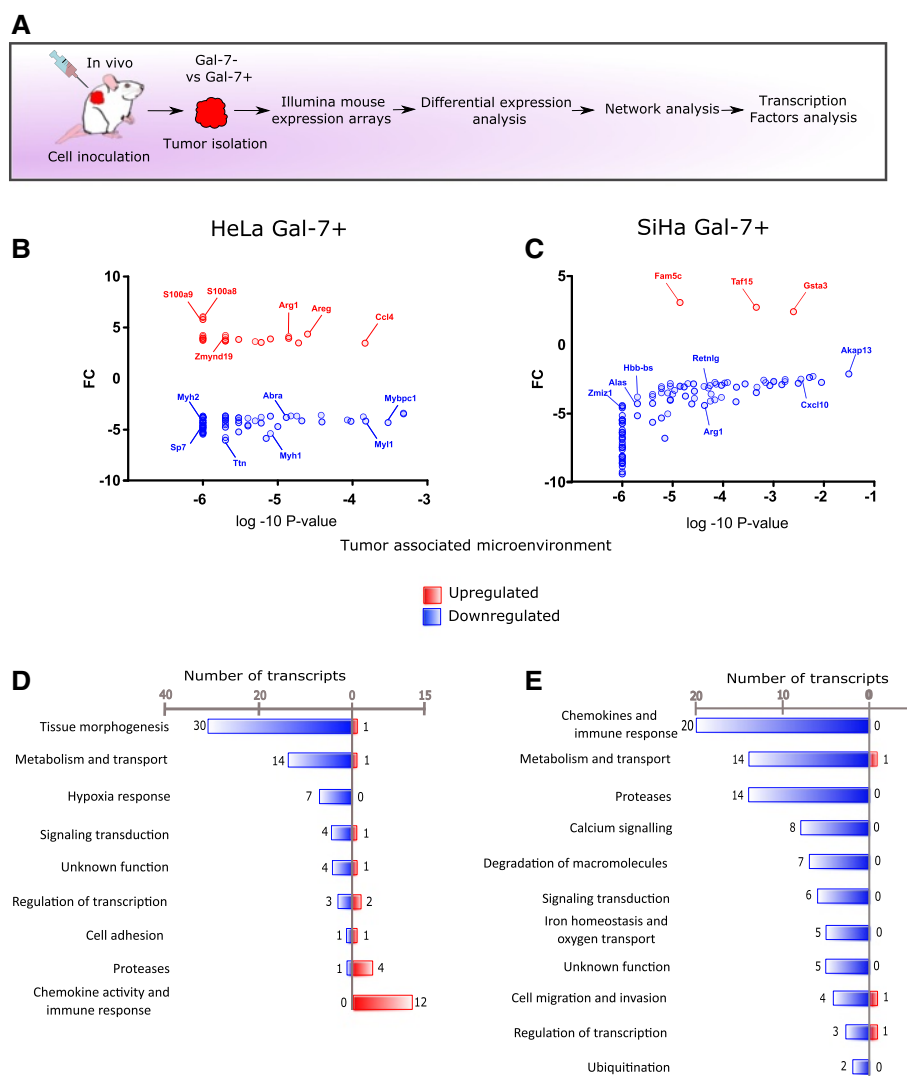 A
In vivo
Cell inoculation
Gal-7-
vs Gal-7+
Tumor isolation
Illumina mouse
expression arrays
Differential expression
analysis
Network analysis
Transcription
Factors analysis
HeLa Gal-7+
B
FC
10
5
0
-5
-10
-6
-5
-4
-3
log -10 P-value
S100a9
S100a8
Zmynd19
Arg1
Areg
Ccl4
Myh2
Sp7
Ttn
Abra
Myh1
Myl1
Mybpc1
SiHa Gal-7+
C
FC
5
0
-5
-10
-6
-5
-4
-3
-2
-1
log -10 P-value
Fam5c
Taf15
Gsta3
Akap13
Hbb-bs
Alas
Zmiz1
Retnlg
Arg1
Cxcl10
Tumor associated microenvironment
Upregulated
Downregulated
D
Number of transcripts
40 20 0 15
Tissue morphogenesis 30 1
Metabolism and transport 14 1
Hypoxia response 7 0
Signaling transduction 4 1
Unknown function 4 1
Regulation of transcription 3 2
Cell adhesion 1 1
Proteases 1 4
Chemokine activity and
immune response 0 12
E
Number of transcripts
20 10 0
Chemokines and
immune response 20 0
Metabolism and transport 14 1
Proteases 14 0
Calcium signalling 8 0
Degradation of macromolecules 7 0
Signaling transduction 6 0
Iron homeostasis and
oxygen transport 5 0
Unknown function 5 0
Cell migration and invasion 4 1
Regulation of transcription 3 1
Ubiquitination 2 0